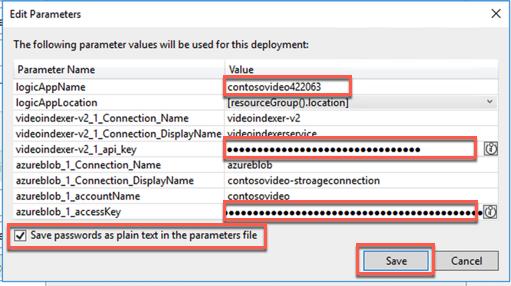 Edit Parameters
The following parameter values will be used for this deployment:
Parameter Name Value
logicAppName contosovideo422063
logicAppLocation [resourceGroup().location]
videoindexer-v2_1_Connection_Name videoindexer-v2
videoindexer-v2_1_Connection_DisplayName videoindexerservice
videoindexer-v2_1_api_key ●●●●●●●●●●●●●●●●●●●●●●●●●●●●●●●●
azureblob_1_Connection_Name azureblob
azureblob_1_Connection_DisplayName contosovideo-stroageconnection
azureblob_1_accountName contosovideo
azureblob_1_accessKey ●●●●●●●●●●●●●●●●●●●●●●●●●●●●●●●●●●●●●●●●●●●
Save passwords as plain text in the parameters file
Save Cancel